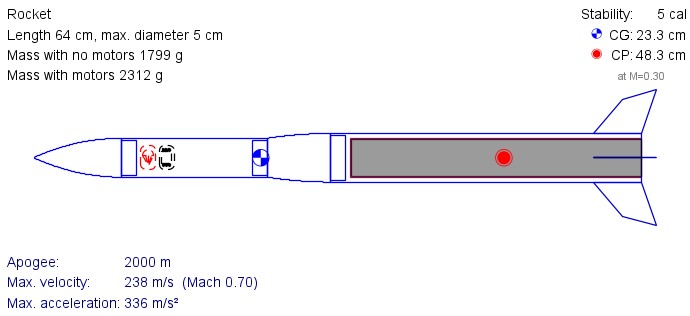 Rocket
Length 64 cm, max. diameter 5 cm
Mass with no motors 1799 g
Mass with motors 2312 g
Stability: 5 cal
CG: 23.3 cm
CP: 48.3 cm
at M=0.30
Apogee: 2000 m
Max. velocity: 238 m/s (Mach 0.70)
Max. acceleration: 336 m/s²